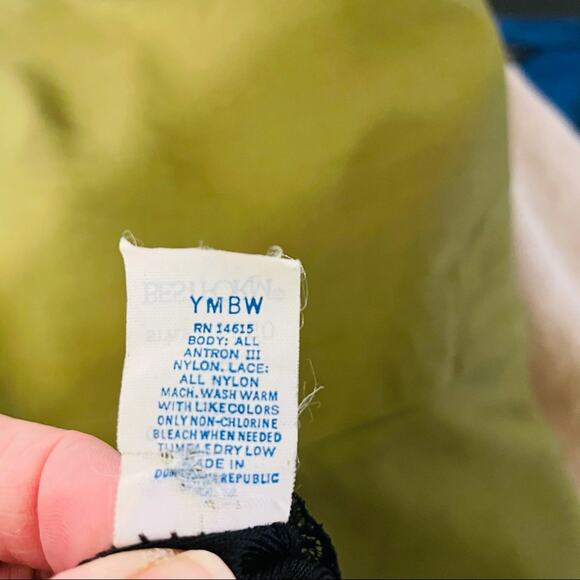 YMBW
RN 14615
BODY: ALL
ANTRON III
NYLON. LACE:
ALL NYLON
MACH. WASH WARM
WITH LIKE COLORS
ONLY NON-CHLORINE
BLEACH WHEN NEEDED
TUMBLE DRY LOW
MADE IN
REPUBLIC